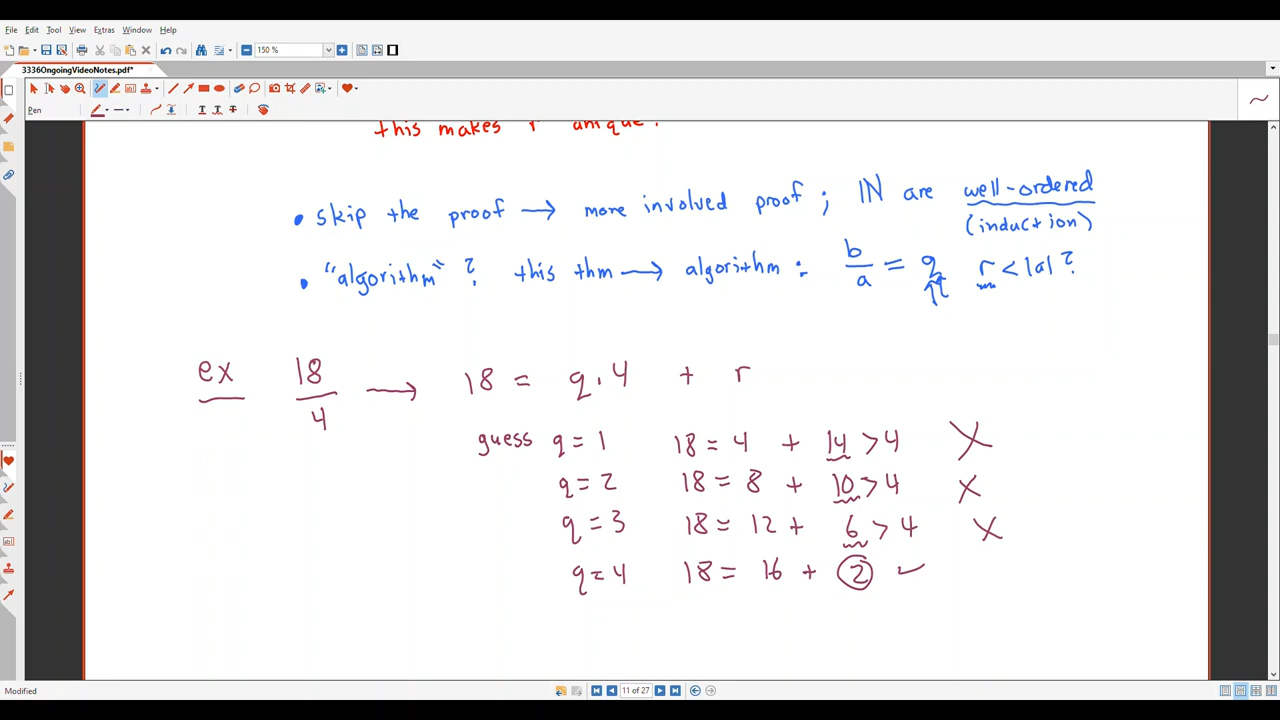 File Edit View Tool Extras Window Help
150 %
3336OngoingVideoNotes.pdf*
Pen
this makes r unique!
• skip the proof → more involved proof ; ℕ are well-ordered
(induction)
• "algorithm" ? this thm → algorithm : b/a = q r < |a| ?
ex 18/4 → 18 = q · 4 + r
guess q = 1 18 = 4 + 14 > 4 X
q = 2 18 = 8 + 10 > 4 X
q = 3 18 = 12 + 6 > 4 X
q = 4 18 = 16 + 2 ✓
Modified 11 of 27